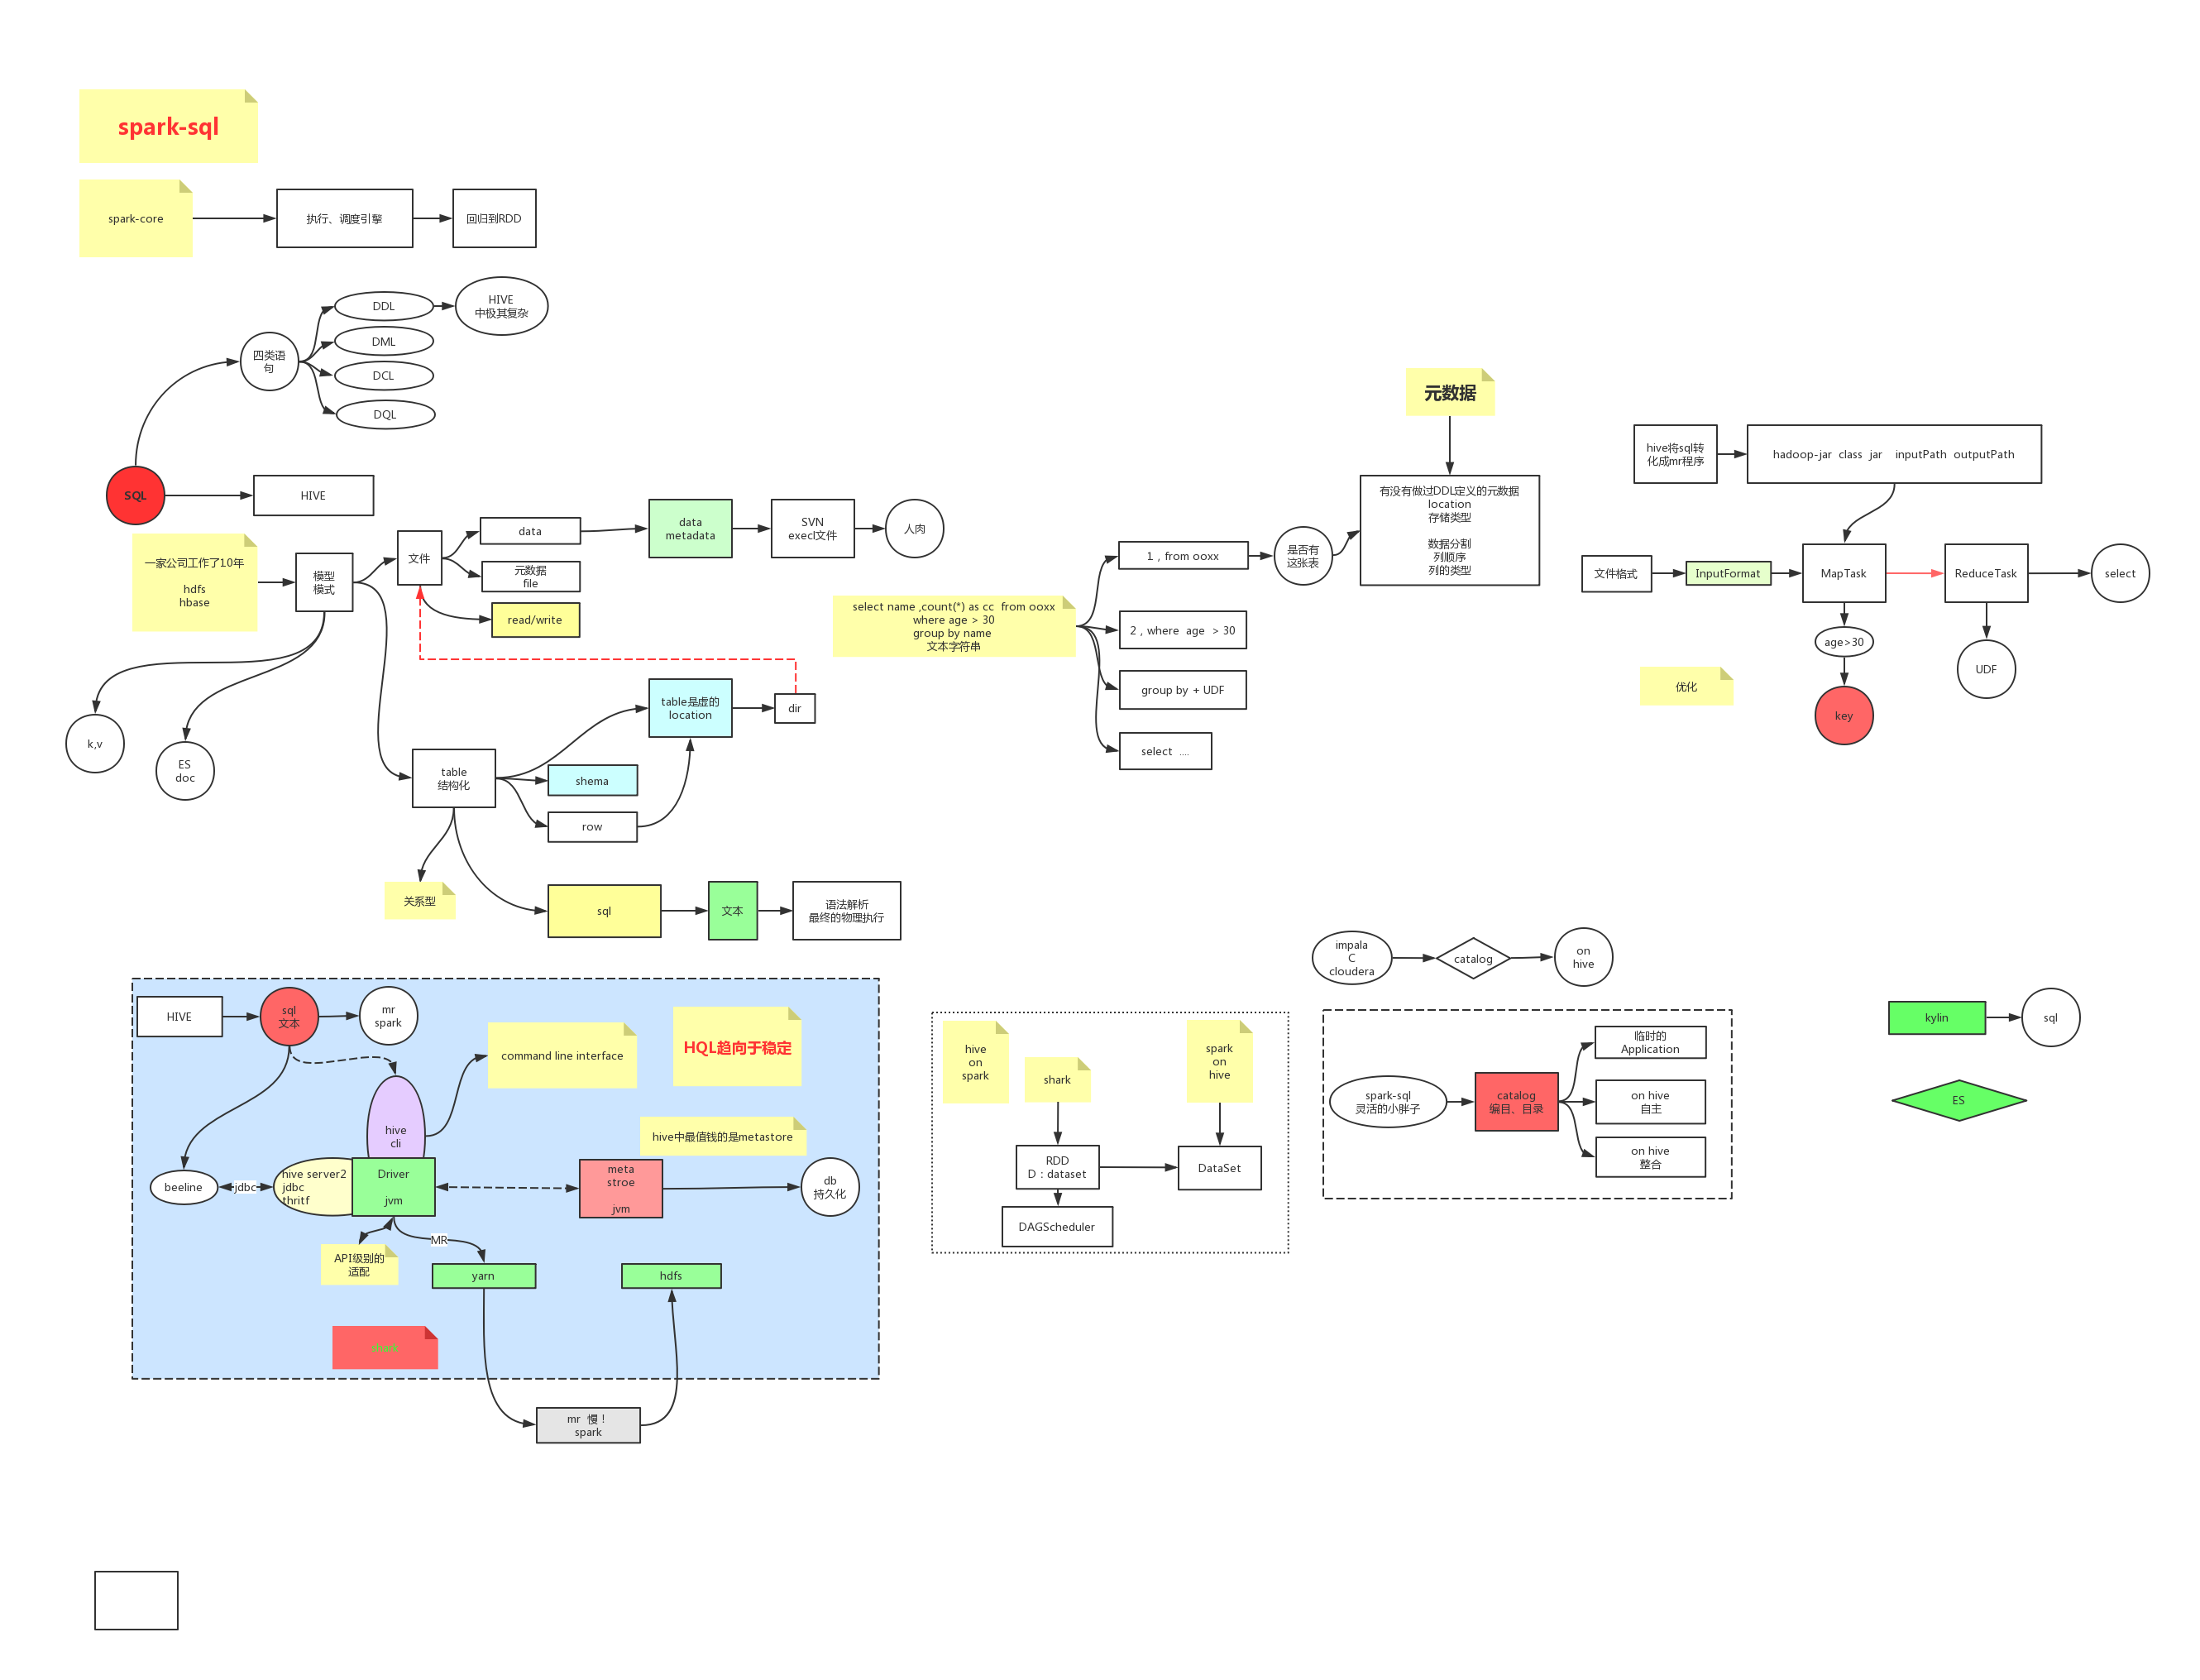 spark-sql
spark-core
执行、调度引擎
回归到RDD
DDL
HIVE
中极其复杂
DML
四类语
句
DCL
DQL
SQL
HIVE
一家公司工作了10年
hdfs
hbase
模型
模式
文件
data
元数据
file
read/write
data
metadata
SVN
execl文件
人肉
k,v
ES
doc
table
结构化
table是虚的
location
dir
shema
row
关系型
sql
文本
语法解析
最终的物理执行
select name ,count(*) as cc  from ooxx
where age > 30
group by name
文本字符串
1，from ooxx
2，where  age  > 30
group by + UDF
select  ....
是否有
这张表
元数据
有没有做过DDL定义的元数据
location
存储类型
数据分割
列顺序
列的类型
hive将sql转
化成mr程序
hadoop-jar  class  jar    inputPath  outputPath
文件格式
InputFormat
MapTask
ReduceTask
select
age>30
UDF
key
优化
HIVE
sql
文本
mr
spark
command line interface
HQL趋向于稳定
hive
cli
hive中最值钱的是metastore
beeline
jdbc
hive server2
jdbc
thritf
Driver
jvm
meta
stroe
jvm
db
持久化
API级别的
适配
MR
yarn
hdfs
shark
mr  慢！
spark
hive
on
spark
shark
spark
on
hive
RDD
D：dataset
DataSet
DAGScheduler
impala
C
cloudera
catalog
on
hive
spark-sql
灵活的小胖子
catalog
编目、目录
临时的
Application
on hive
自主
on hive
整合
kylin
sql
ES